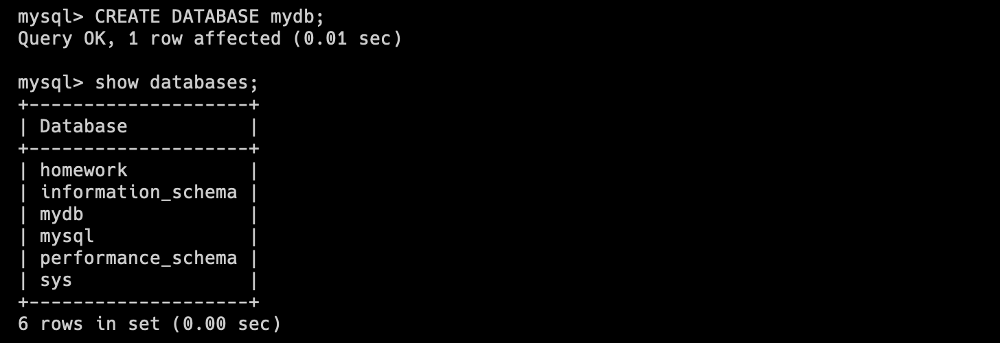 mysql> CREATE DATABASE mydb;
Query OK, 1 row affected (0.01 sec)

mysql> show databases;
+--------------------+
| Database           |
+--------------------+
| homework           |
| information_schema |
| mydb               |
| mysql              |
| performance_schema |
| sys                |
+--------------------+
6 rows in set (0.00 sec)